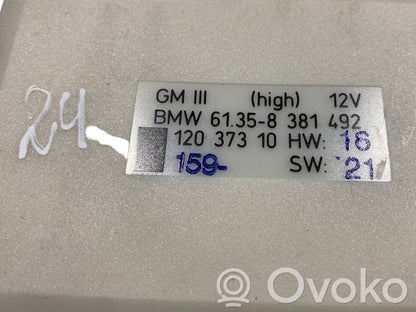 24
GM III (high) 12V
BMW 61.35-8 381 492
120 373 10 HW: 16
159- SW: 21
Ovoko